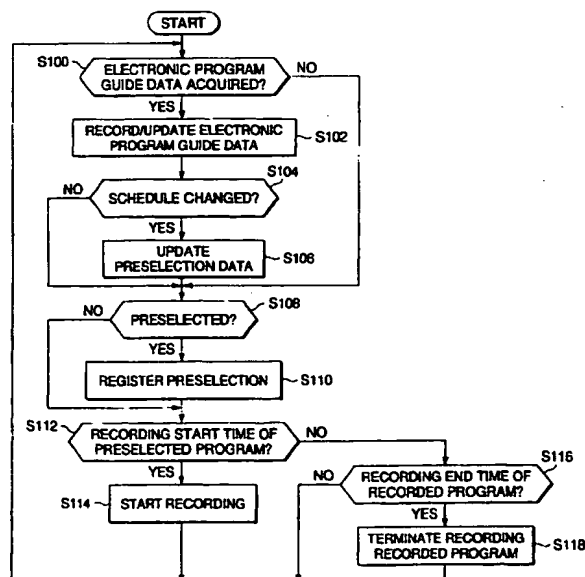 START
S100
ELECTRONIC PROGRAM
GUIDE DATA ACQUIRED?
NO
YES
RECORD/UPDATE ELECTRONIC
PROGRAM GUIDE DATA
S102
S104
NO
SCHEDULE CHANGED?
YES
UPDATE
PRESELECTION DATA
S106
S108
NO
PRESELECTED?
YES
REGISTER PRESELECTION
S110
S112
RECORDING START TIME OF
PRESELECTED PROGRAM?
NO
YES
S114
START RECORDING
S116
NO
RECORDING END TIME OF
RECORDED PROGRAM?
YES
TERMINATE RECORDING
RECORDED PROGRAM
S118